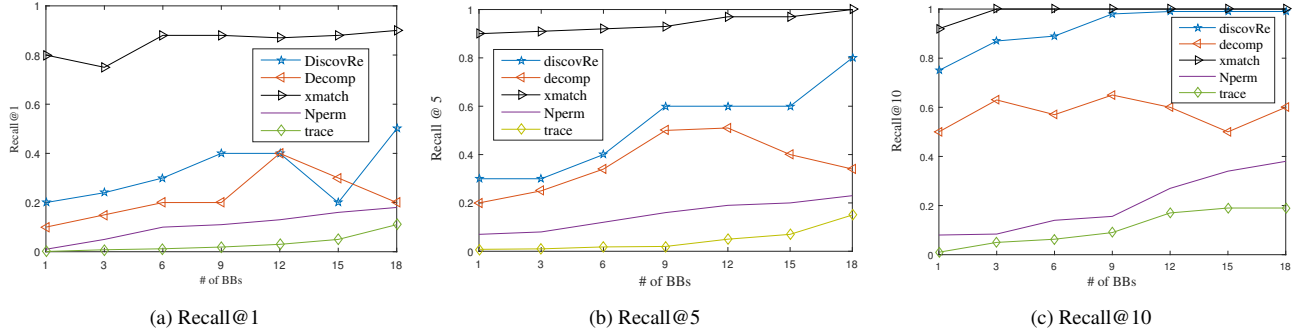 1
0.8
0.6
0.4
0.2
0
Recall@1
DiscovRe
Decomp
xmatch
Nperm
trace
1 3 6 9 12 15 18
# of BBs
(a) Recall@1
1
0.8
0.6
0.4
0.2
0
Recall @ 5
discovRe
decomp
xmatch
Nperm
trace
1 3 6 9 12 15 18
# of BBs
(b) Recall@5
1
0.8
0.6
0.4
0.2
0
Recall@10
discovRe
decomp
xmatch
Nperm
trace
1 3 6 9 12 15 18
# of BBs
(c) Recall@10